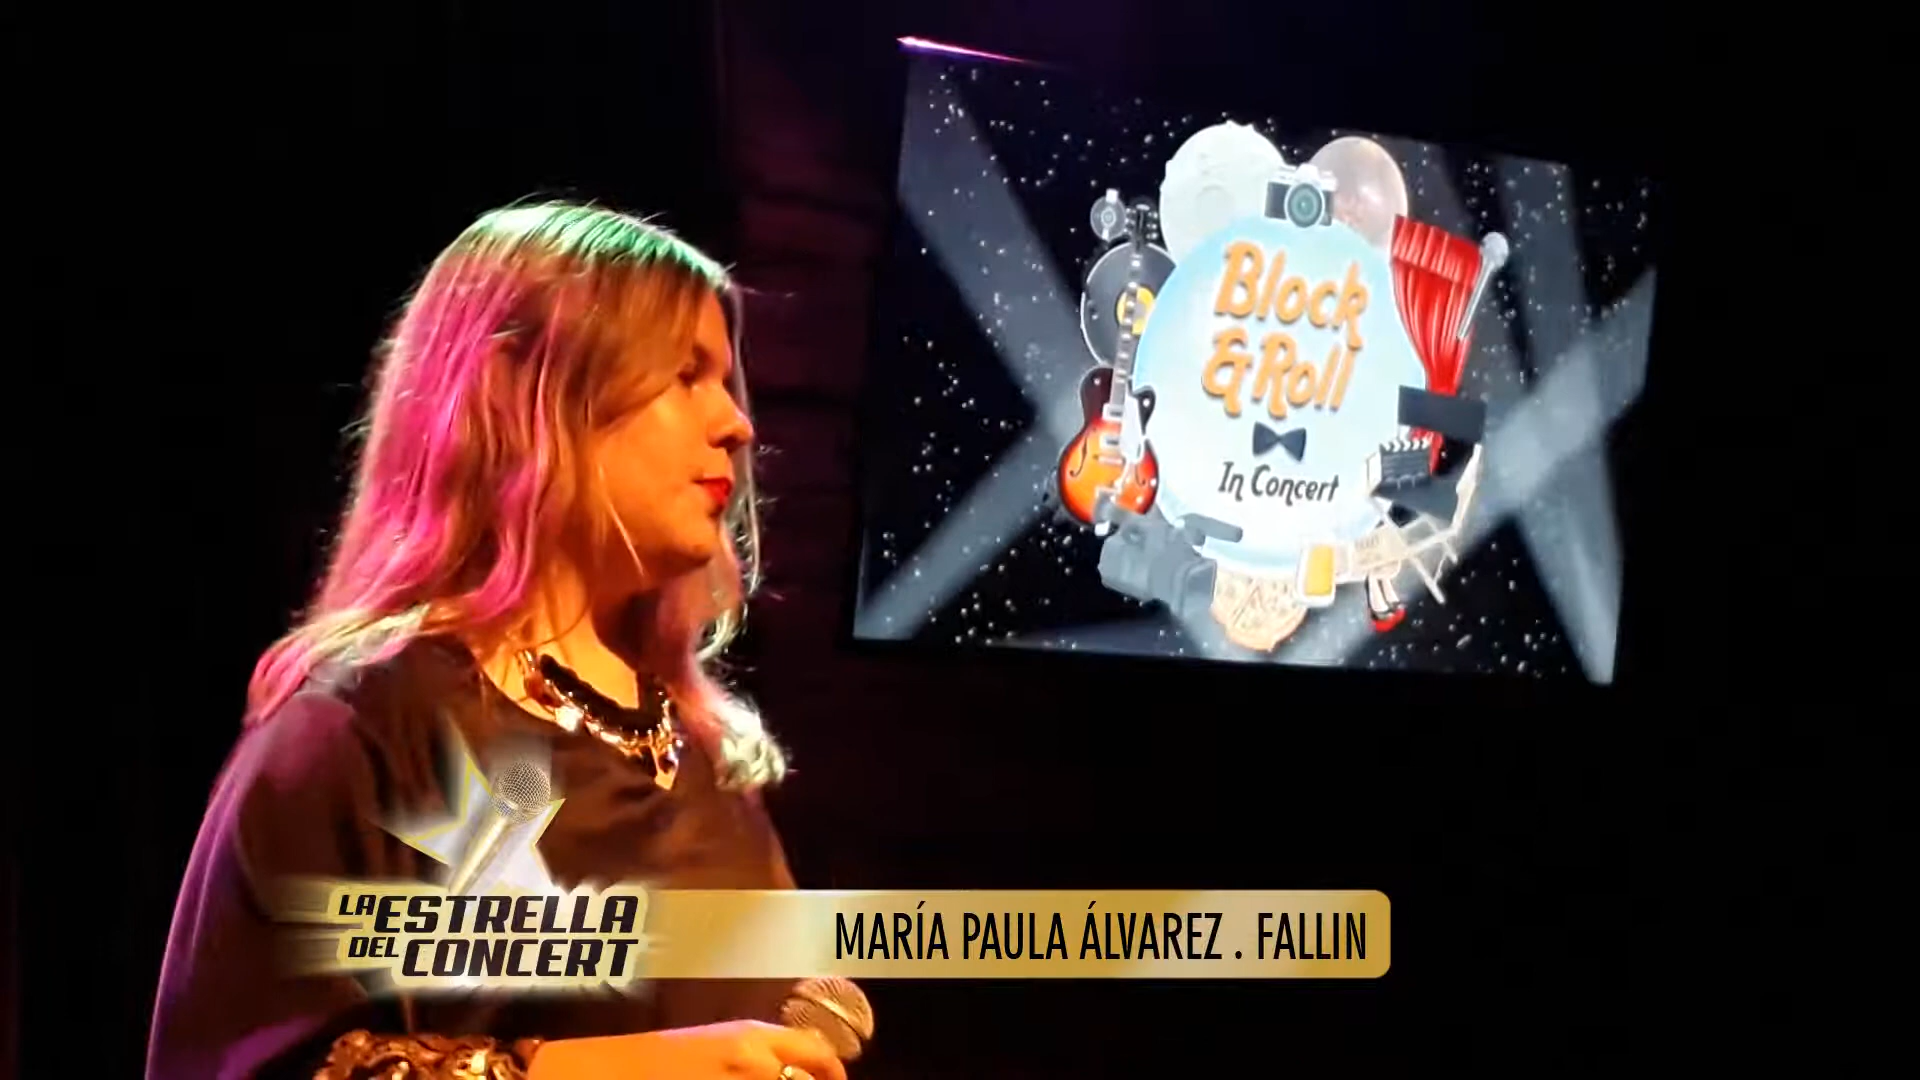 Block
& Roll
In Concert
LA ESTRELLA
DEL CONCERT
MARÍA PAULA ÁLVAREZ . FALLIN